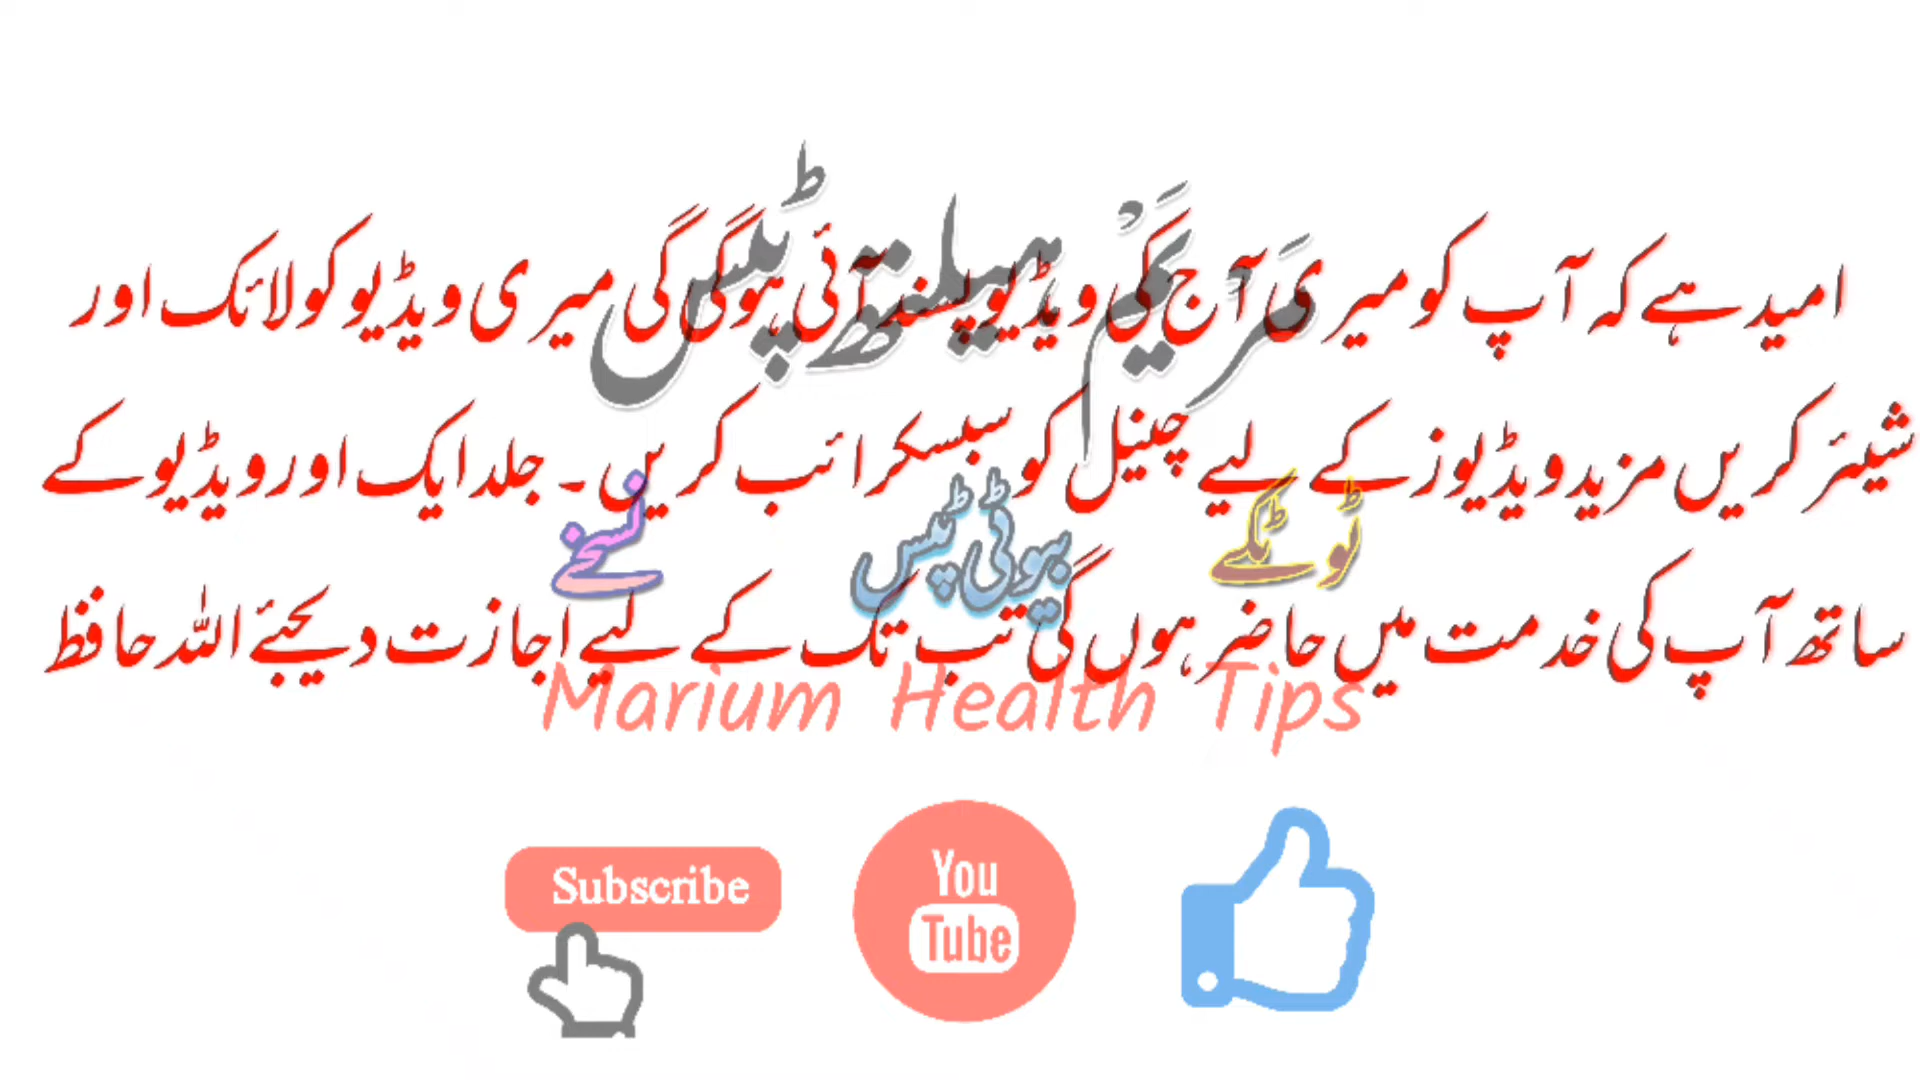 مَریَم ہیلتھ ٹپس
امید ہے کہ آپ کو میری آج کی ویڈیو پسند آئی ہوگی گی میری ویڈیو کو لائک اور
شیئر کریں مزید ویڈیوز کے لیے چینیل کو سبسکرائب کریں۔ جلد ایک اور ویڈیو کے
ٹوٹکے بیوٹی ٹپس نسخے
ساتھ آپ کی خدمت میں حاضر ہوں گی تب تک کے لیے اجازت دیجئے اللہ حافظ
Marium Health Tips
Subscribe
You
Tube